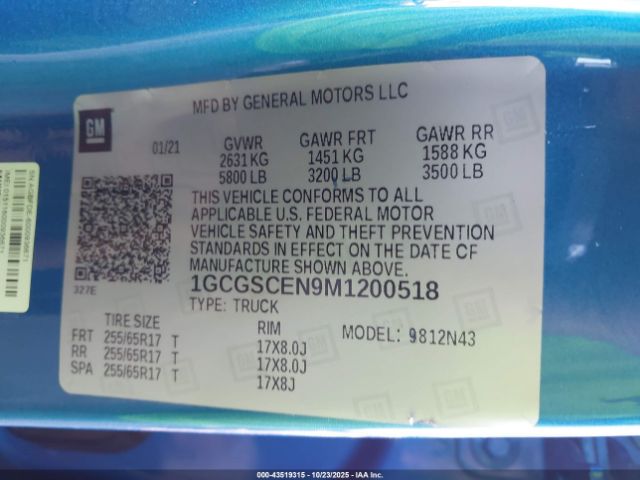 GM
MFD BY GENERAL MOTORS LLC
01/21 GVWR GAWR FRT GAWR RR
2631 KG 1451 KG 1588 KG
5800 LB 3200 LB 3500 LB
THIS VEHICLE CONFORMS TO ALL
APPLICABLE U.S. FEDERAL MOTOR
VEHICLE SAFETY AND THEFT PREVENTION
STANDARDS IN EFFECT ON THE DATE OF
MANUFACTURE SHOWN ABOVE.
327E
1GCGSCEN9M1200518
TYPE: TRUCK
TIRE SIZE RIM MODEL: 9812N43
FRT 255/65R17 T 17X8.0J
RR 255/65R17 T 17X8.0J
SPA 255/65R17 T 17X8J
000-43519315 - 10/23/2025 - IAAI, Inc.